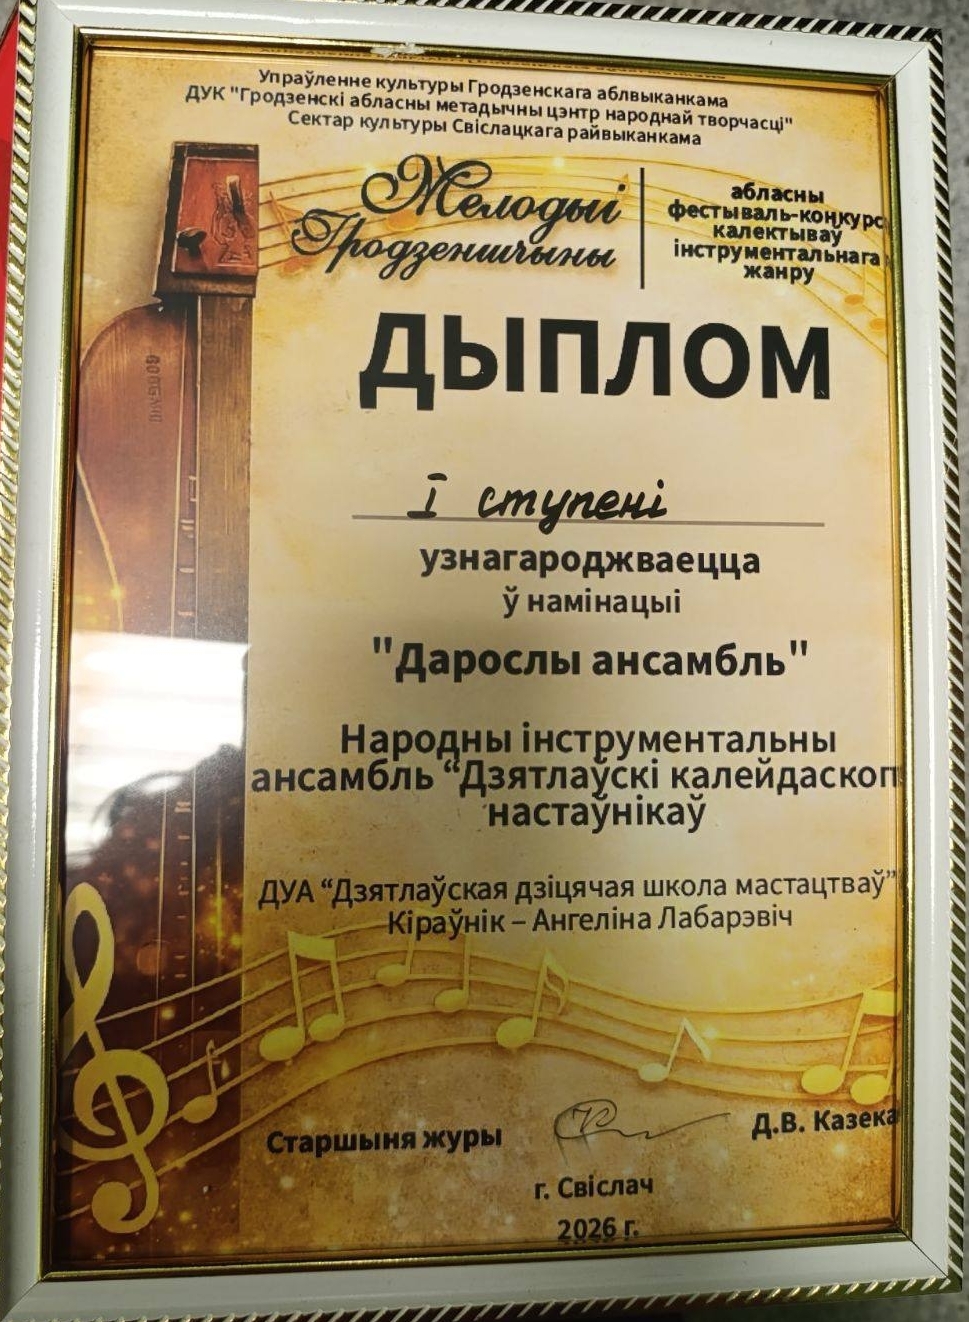 Упраўленне культуры Гродзенскага аблвыканкама
ДУК "Гродзенскі абласны метадычны цэнтр народнай творчасці"
Сектар культуры Свіслацкага райвыканкама
Мелодыі
Гродзеншчыны
абласны
фестываль-конкурс
калектываў
інструментальнага
жанру
ДЫПЛОМ
I ступені
узнагароджваецца
ў намінацыі
"Дарослы ансамбль"
Народны інструментальны
ансамбль “Дзятлаўскі калейдаскоп
настаўнікаў
ДУА “Дзятлаўская дзіцячая школа мастацтваў”
Кіраўнік – Ангеліна Лабарэвіч
Старшыня журы
Д.В. Казека
г. Свіслач
2026 г.